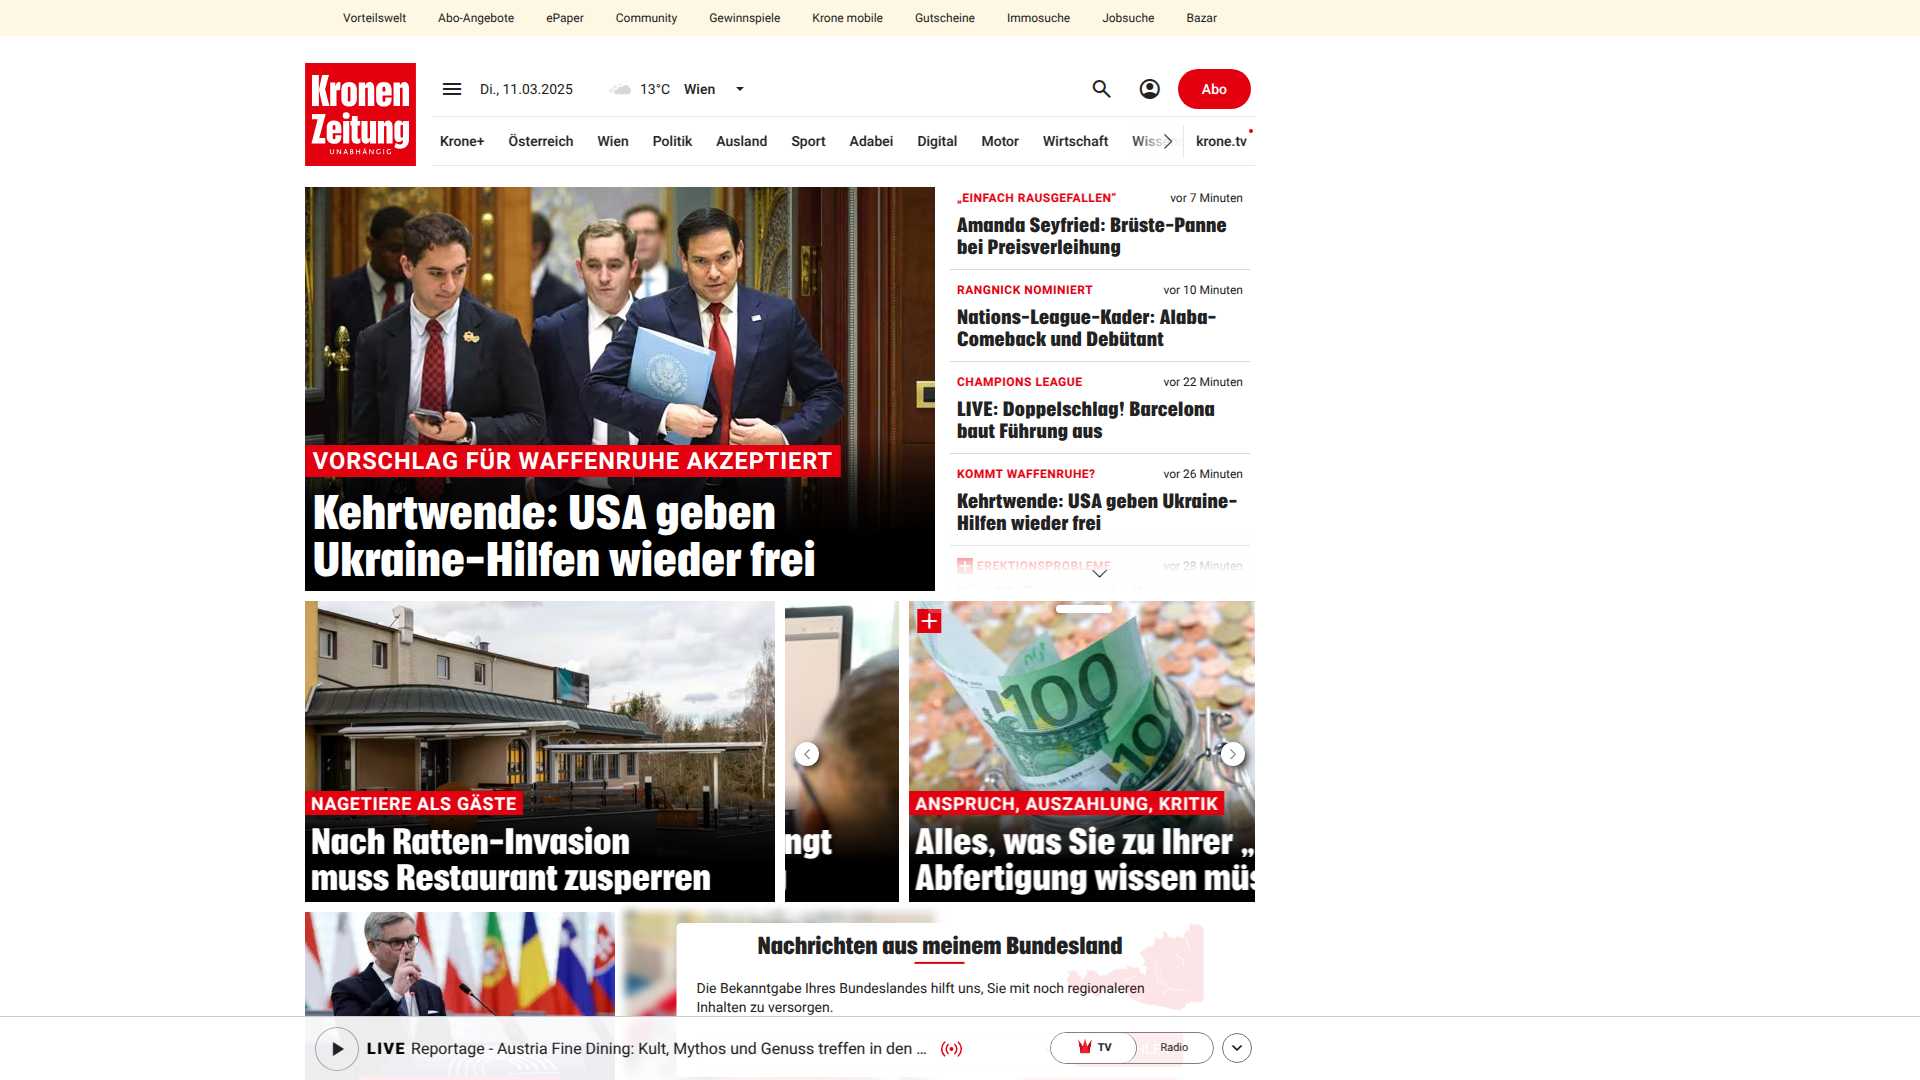 Vorteilswelt Abo-Angebote ePaper Community Gewinnspiele Krone mobile Gutscheine Immosuche Jobsuche Bazar
Kronen
Zeitung
UNABHÄNGIG
Di., 11.03.2025 13°C Wien
Abo
Krone+ Österreich Wien Politik Ausland Sport Adabei Digital Motor Wirtschaft Wiss krone.tv
VORSCHLAG FÜR WAFFENRUHE AKZEPTIERT
Kehrtwende: USA geben
Ukraine-Hilfen wieder frei
„EINFACH RAUSGEFALLEN“ vor 7 Minuten
Amanda Seyfried: Brüste-Panne
bei Preisverleihung
RANGNICK NOMINIERT vor 10 Minuten
Nations-League-Kader: Alaba-
Comeback und Debütant
CHAMPIONS LEAGUE vor 22 Minuten
LIVE: Doppelschlag! Barcelona
baut Führung aus
KOMMT WAFFENRUHE? vor 26 Minuten
Kehrtwende: USA geben Ukraine-
Hilfen wieder frei
EREKTIONSPROBLEME vor 28 Minuten
NAGETIERE ALS GÄSTE
Nach Ratten-Invasion
muss Restaurant zusperren
ngt
100
100
ANSPRUCH, AUSZAHLUNG, KRITIK
Alles, was Sie zu Ihrer „
Abfertigung wissen müs
Nachrichten aus meinem Bundesland
Die Bekanntgabe Ihres Bundeslandes hilft uns, Sie mit noch regionaleren
Inhalten zu versorgen.
LIVE Reportage - Austria Fine Dining: Kult, Mythos und Genuss treffen in den ...
TV Radio